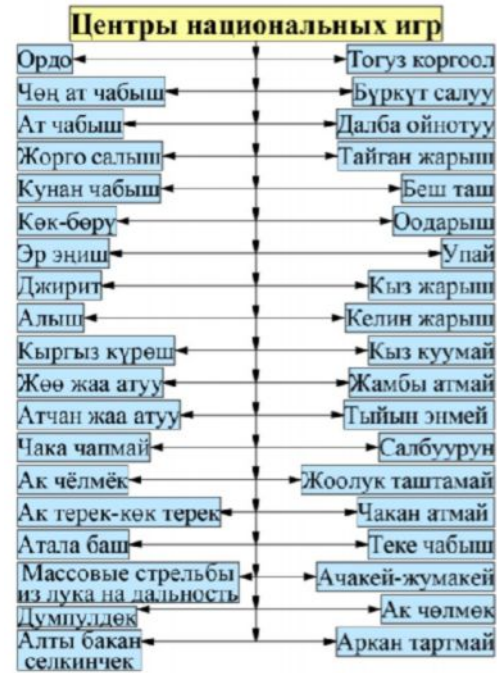 Центры национальных игр
Ордо
Тогуз коргоол
Чөң ат чабыш
Бүркүт салуу
Ат чабыш
Далба ойнотуу
Жорго салыш
Тайган жарыш
Кунан чабыш
Беш таш
Көк-бөрү
Оодарыш
Эр эңиш
Упай
Джирит
Кыз жарыш
Алыш
Келин жарыш
Кыргыз күрөш
Кыз куумай
Жөө жаа атуу
Жамбы атмай
Атчан жаа атуу
Тыйын энмей
Чака чапмай
Салбуурун
Ак чёлмёк
Жоолук таштамай
Ак терек-көк терек
Чакан атмай
Атала баш
Теке чабыш
Массовые стрельбы
из лука на дальность
Ачакей-жумакей
Думпулдөк
Ак чөлмөк
Алты бакан
селкинчек
Аркан тартмай